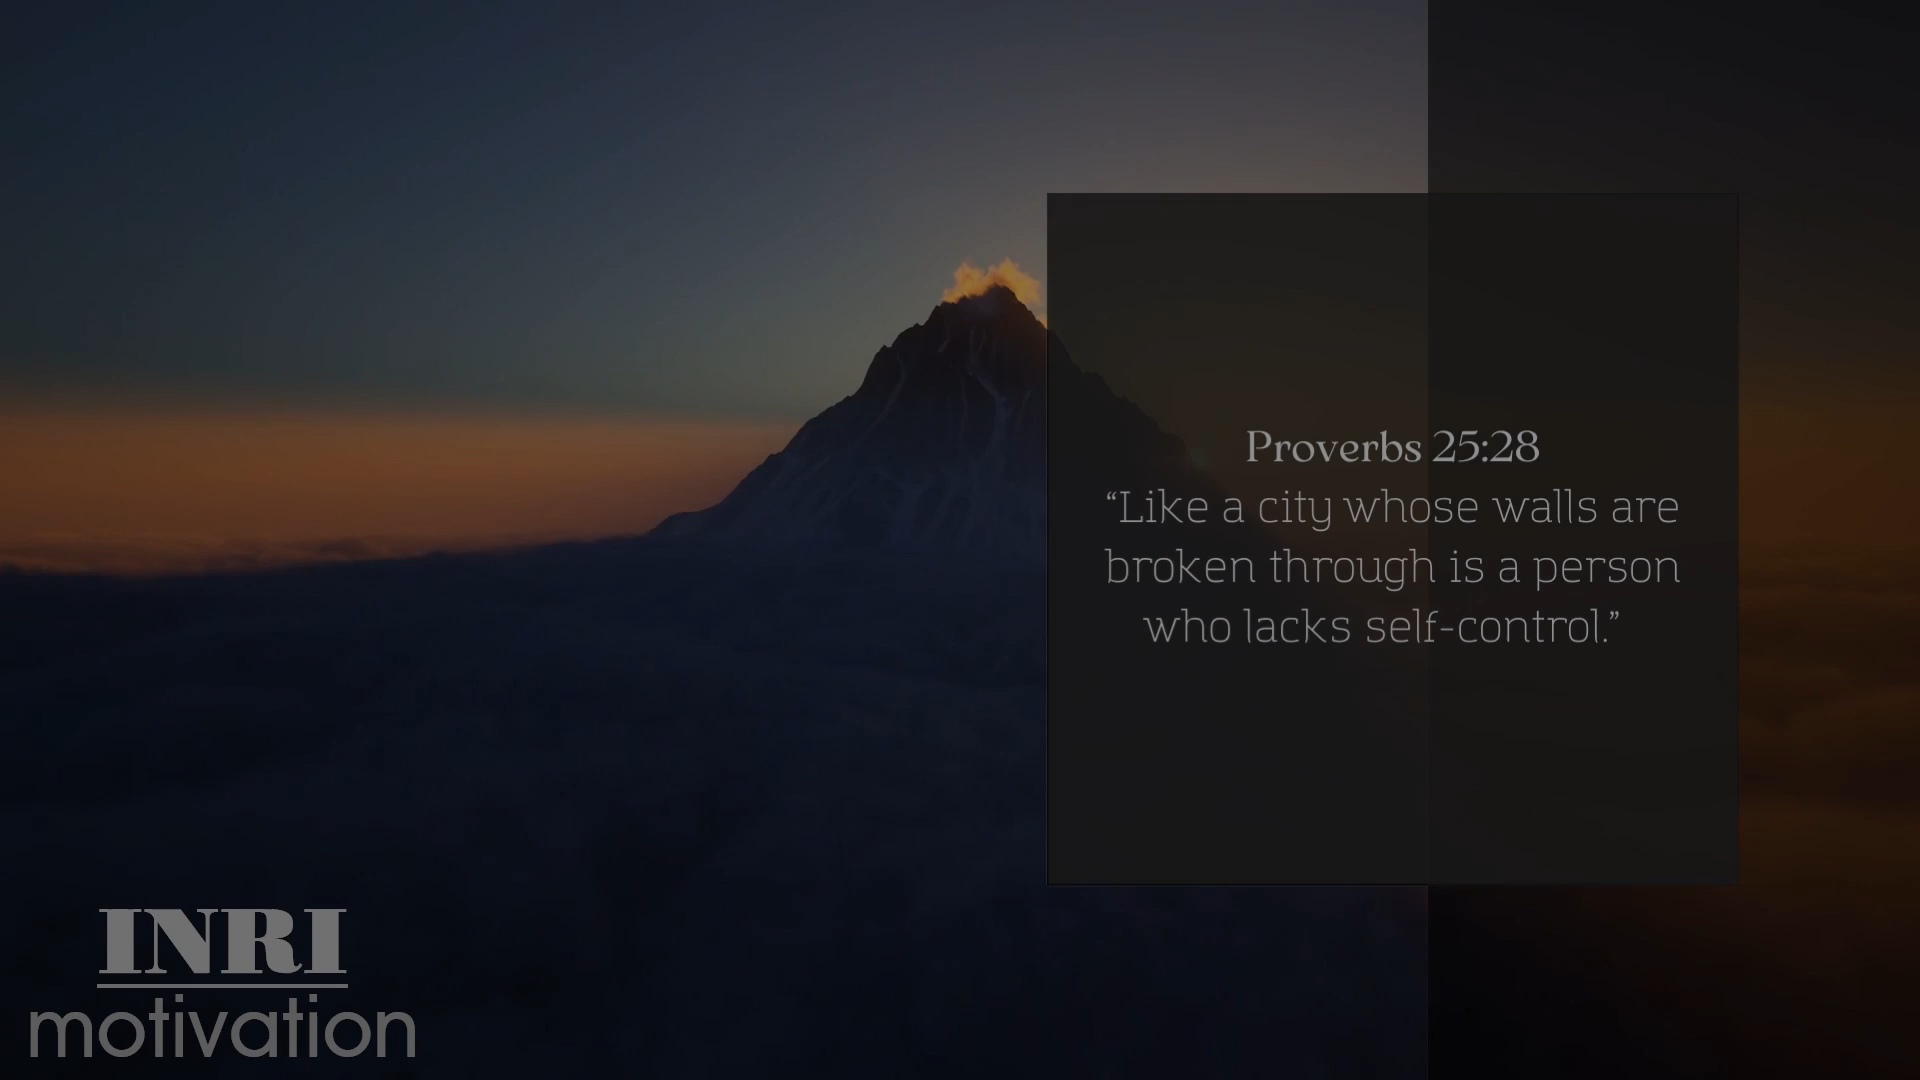 Proverbs 25:28
“Like a city whose walls are
broken through is a person
who lacks self-control.”
INRI
motivation